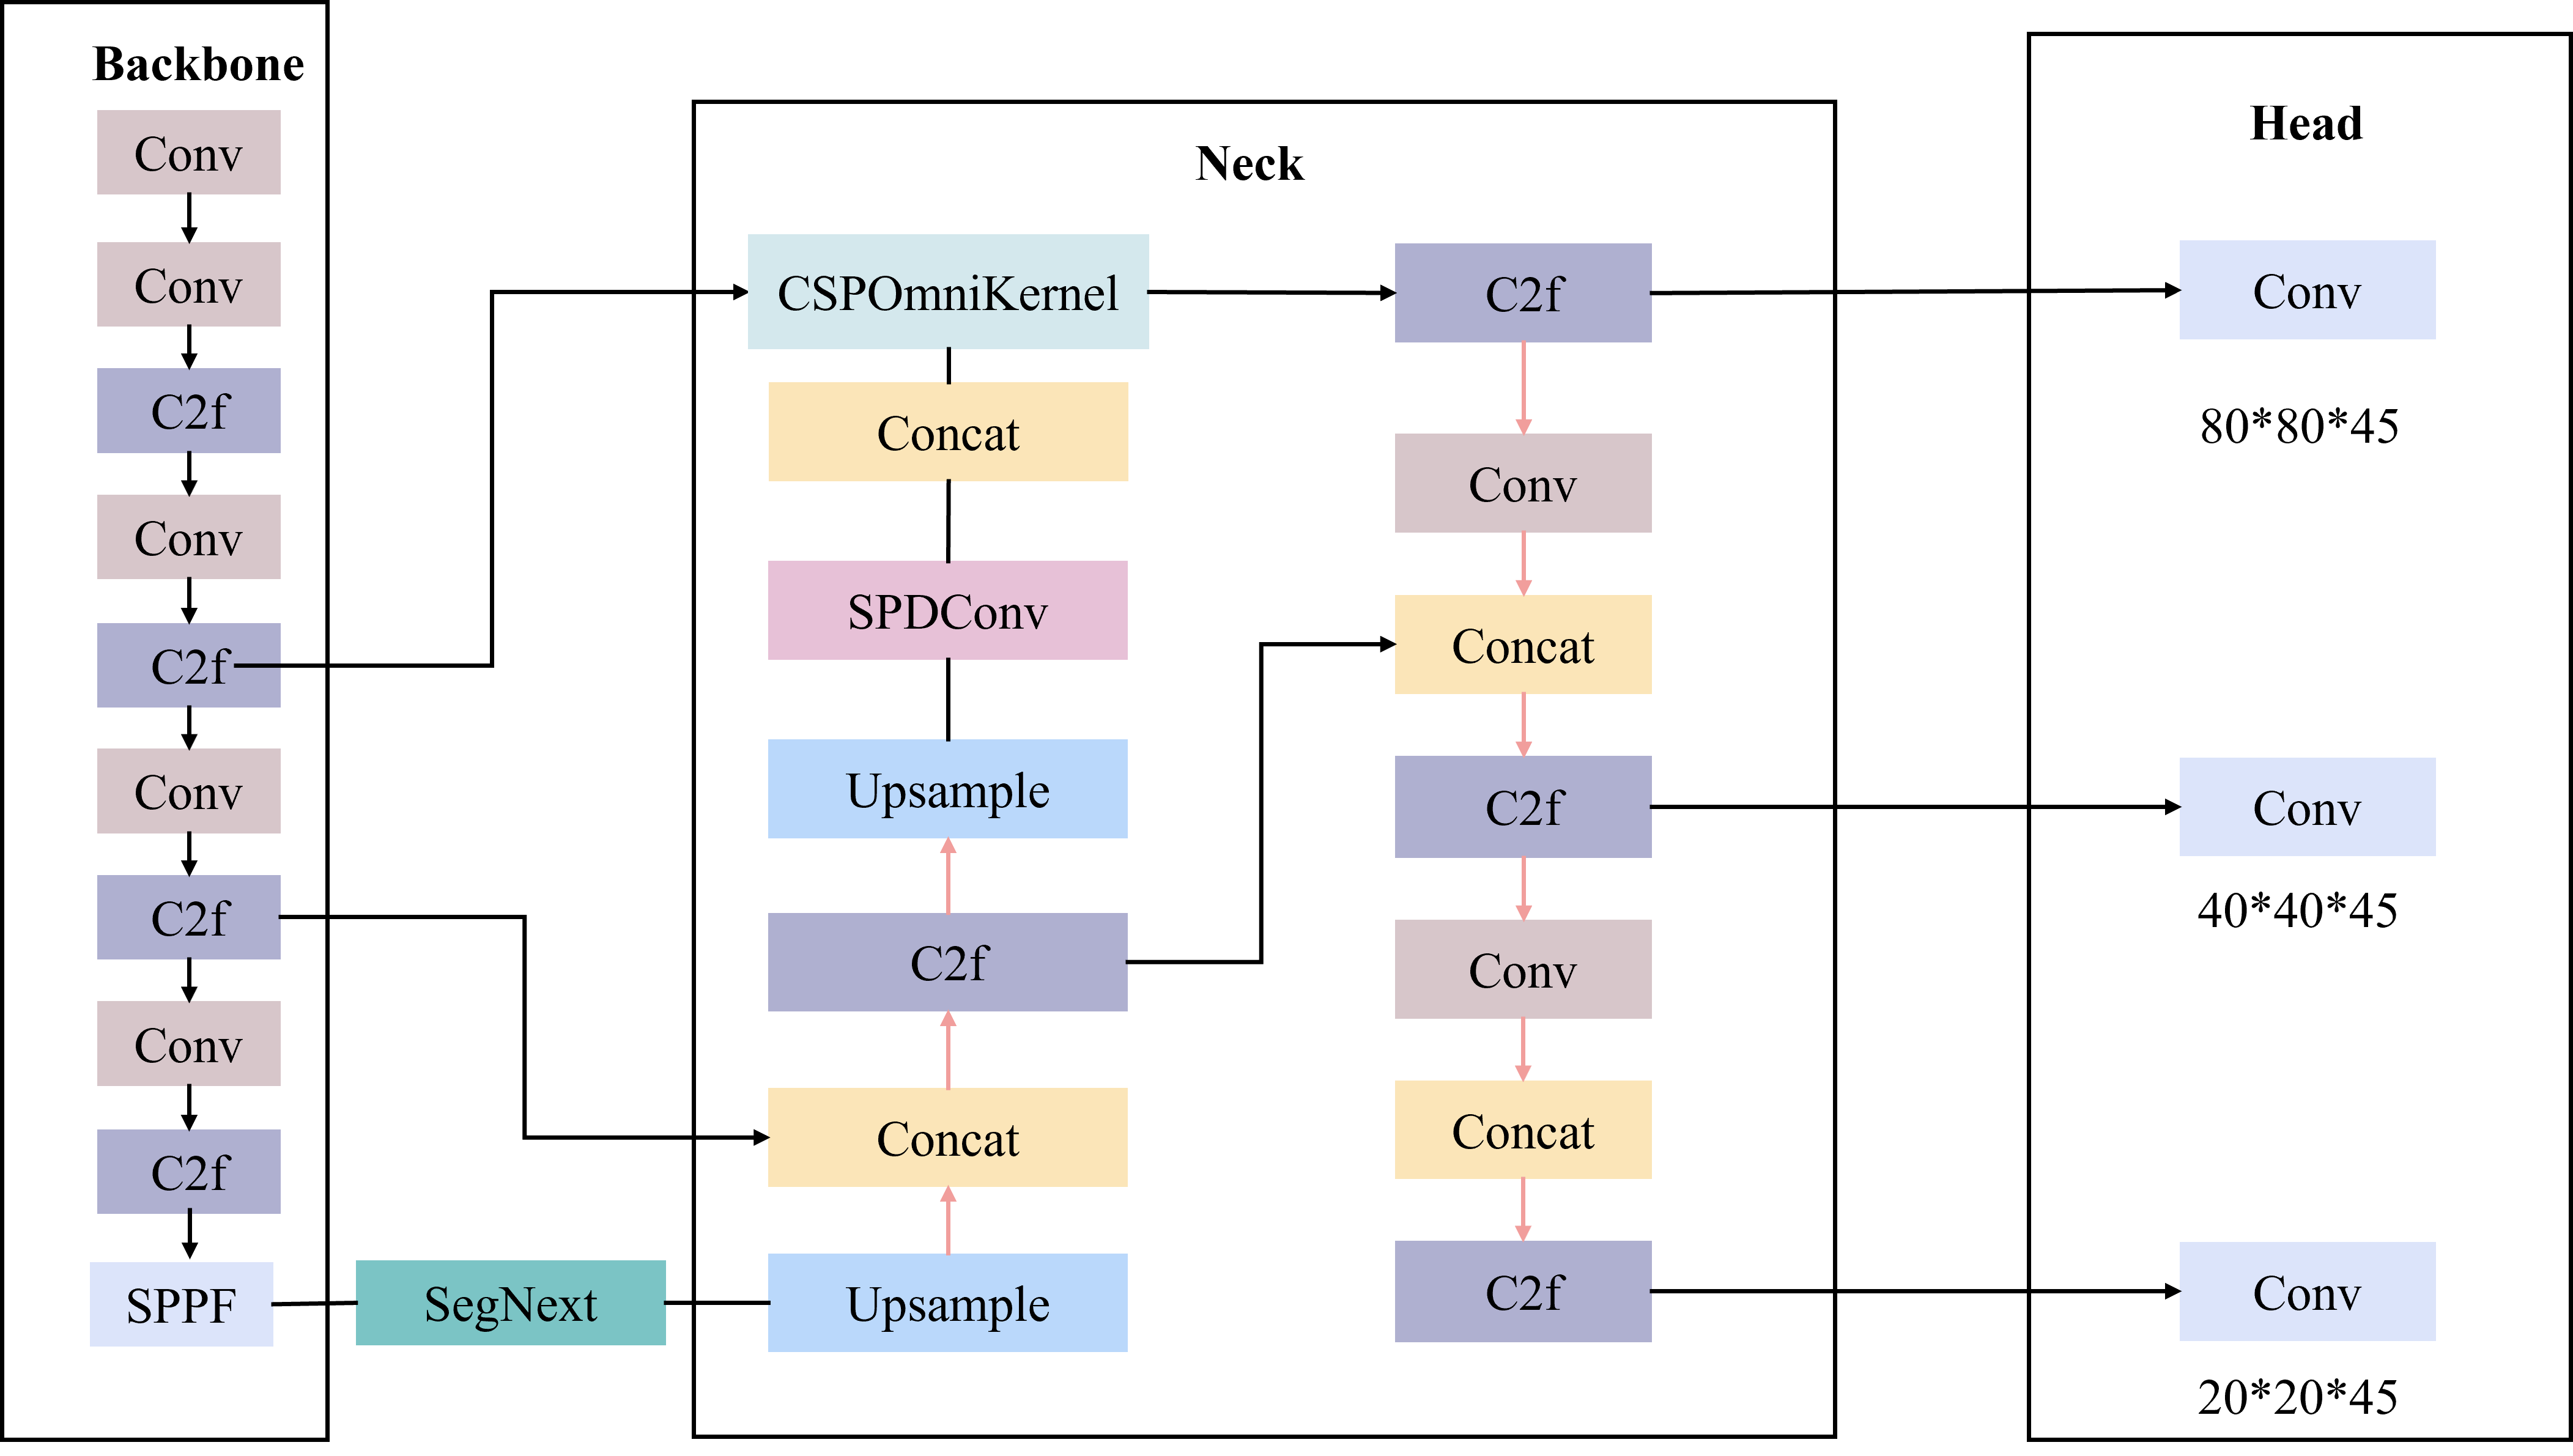 Backbone
Conv
Conv
C2f
Conv
C2f
Conv
C2f
Conv
C2f
SPPF
SegNext
Neck
CSPOmniKernel
Concat
SPDConv
Upsample
C2f
Concat
Upsample
C2f
Conv
Concat
C2f
Conv
Concat
C2f
Head
Conv
80*80*45
Conv
40*40*45
Conv
20*20*45